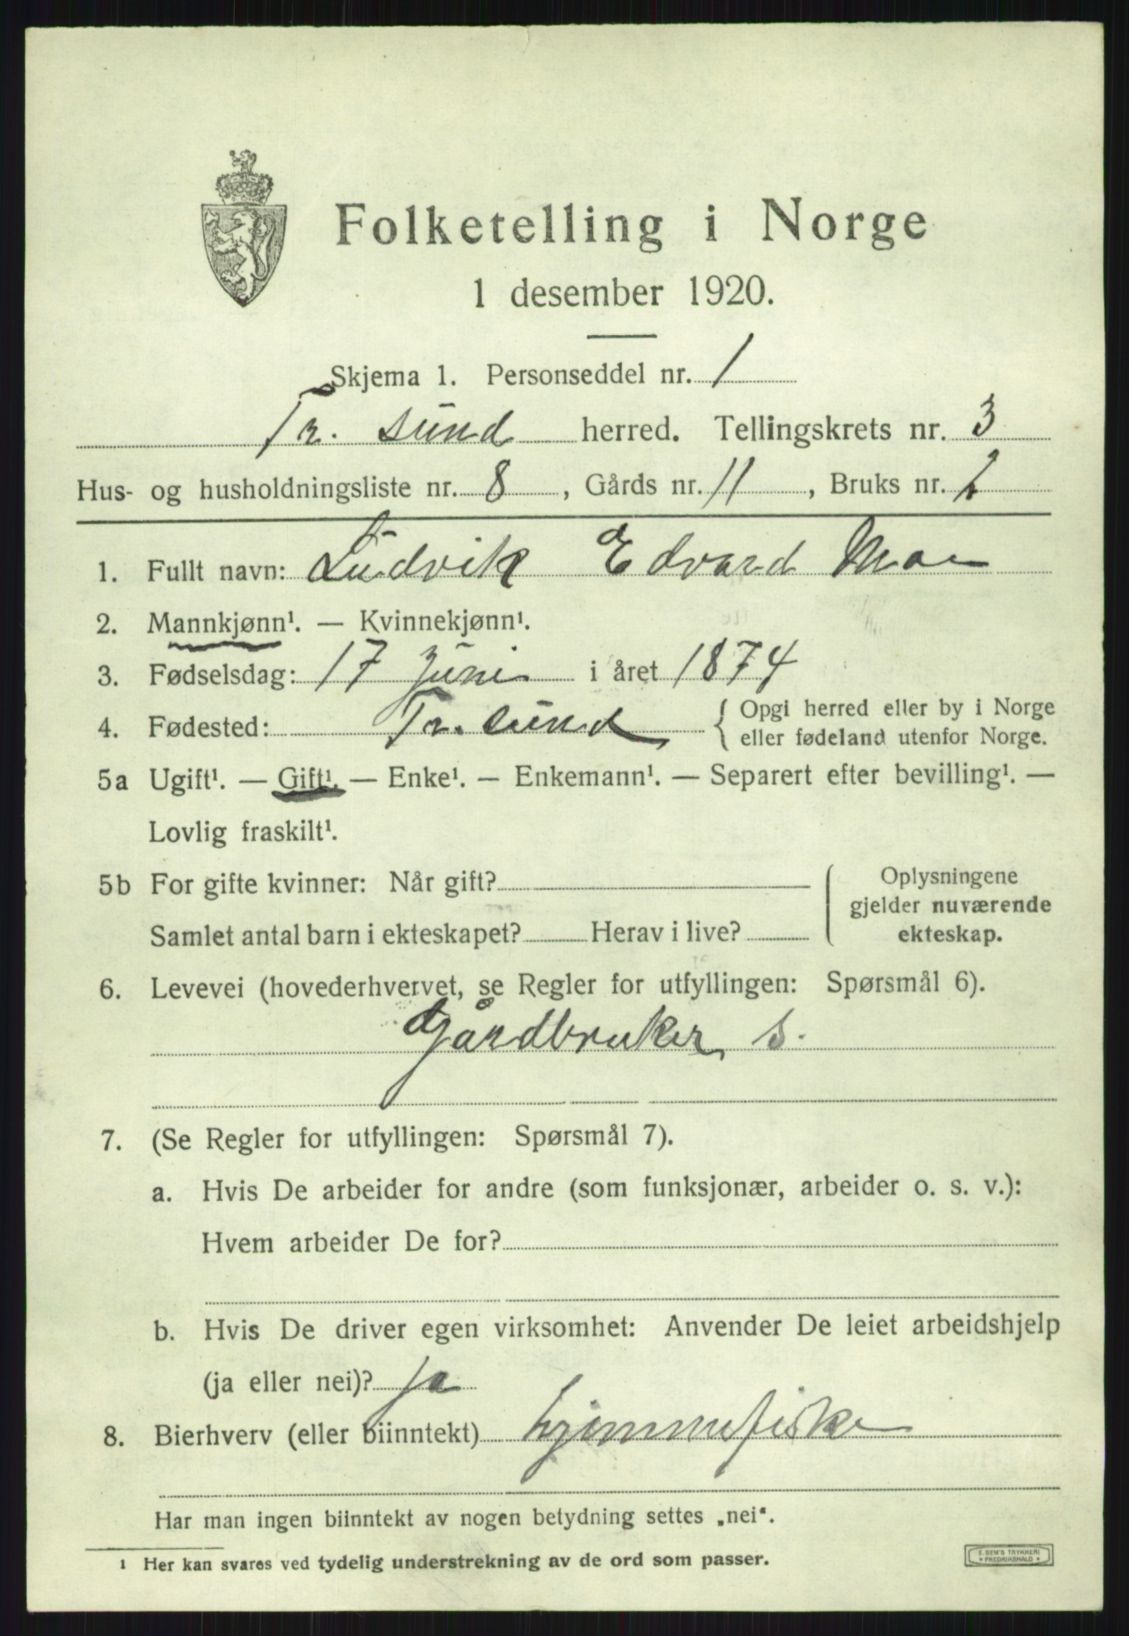 Folketelling i Norge
1 desember 1920.
Skjema 1. Personseddel nr. 1
Tr. sund herred. Tellingskrets nr. 3
Hus- og husholdningsliste nr. 8, Gårds nr. 11, Bruks nr. 2
1. Fullt navn: Ludvik Edvard Moe
2. Mannkjønn¹. — Kvinnekjønn¹.
3. Fødselsdag: 17 Juni i året 1874
4. Fødested: Tr. sund { Opgi herred eller by i Norge
eller fødeland utenfor Norge.
5a Ugift¹. — Gift¹. — Enke¹. — Enkemann¹. — Separert efter bevilling¹. —
Lovlig fraskilt¹.
5b For gifte kvinner: Når gift?
Samlet antal barn i ekteskapet? Herav i live?
Oplysningene
gjelder nuværende
ekteskap.
6. Levevei (hovederhvervet, se Regler for utfyllingen: Spørsmål 6).
Gårdbruker s.
7. (Se Regler for utfyllingen: Spørsmål 7).
a. Hvis De arbeider for andre (som funksjonær, arbeider o. s. v.):
Hvem arbeider De for?
b. Hvis De driver egen virksomhet: Anvender De leiet arbeidshjelp
(ja eller nei)? ja
8. Bierhverv (eller biinntekt) hjemmefiske
Har man ingen biinntekt av nogen betydning settes „nei".
¹ Her kan svares ved tydelig understrekning av de ord som passer.
E. SEM'S TRYKKERI
• FREDRIKSHALD •